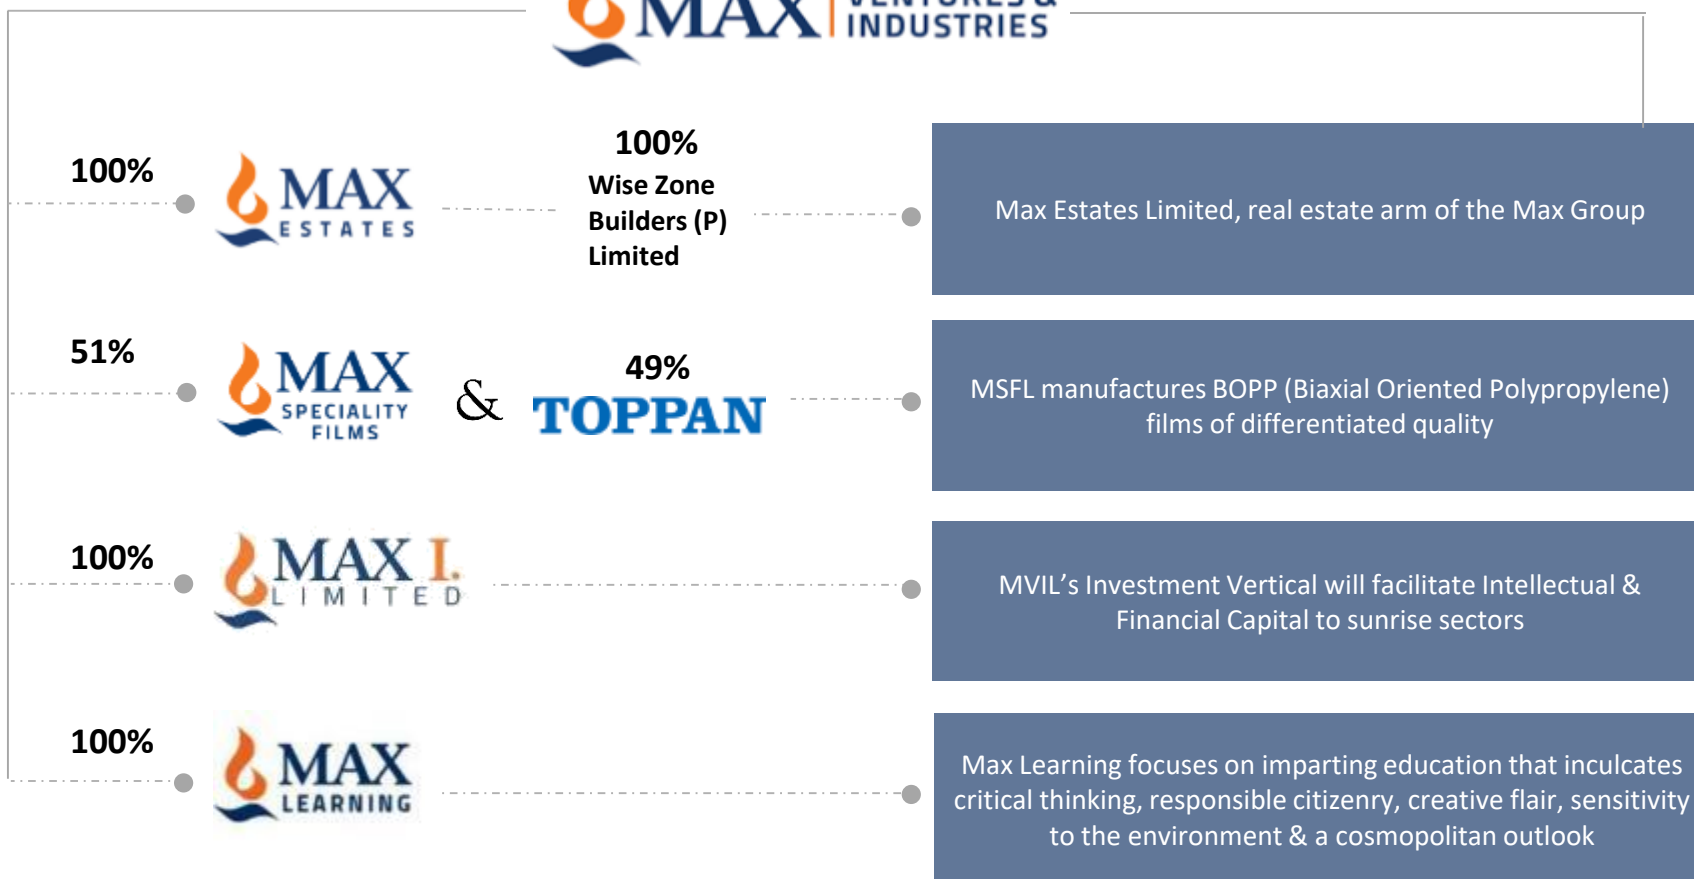 MAX VENTURES &
INDUSTRIES
100%
MAX
ESTATES
100%
Wise Zone
Builders (P)
Limited
Max Estates Limited, real estate arm of the Max Group
51%
MAX
SPECIALITY
FILMS
&
49%
TOPPAN
MSFL manufactures BOPP (Biaxial Oriented Polypropylene)
films of differentiated quality
100%
MAX I.
LIMITED
MVIL’s Investment Vertical will facilitate Intellectual &
Financial Capital to sunrise sectors
100%
MAX
LEARNING
Max Learning focuses on imparting education that inculcates
critical thinking, responsible citizenry, creative flair, sensitivity
to the environment & a cosmopolitan outlook